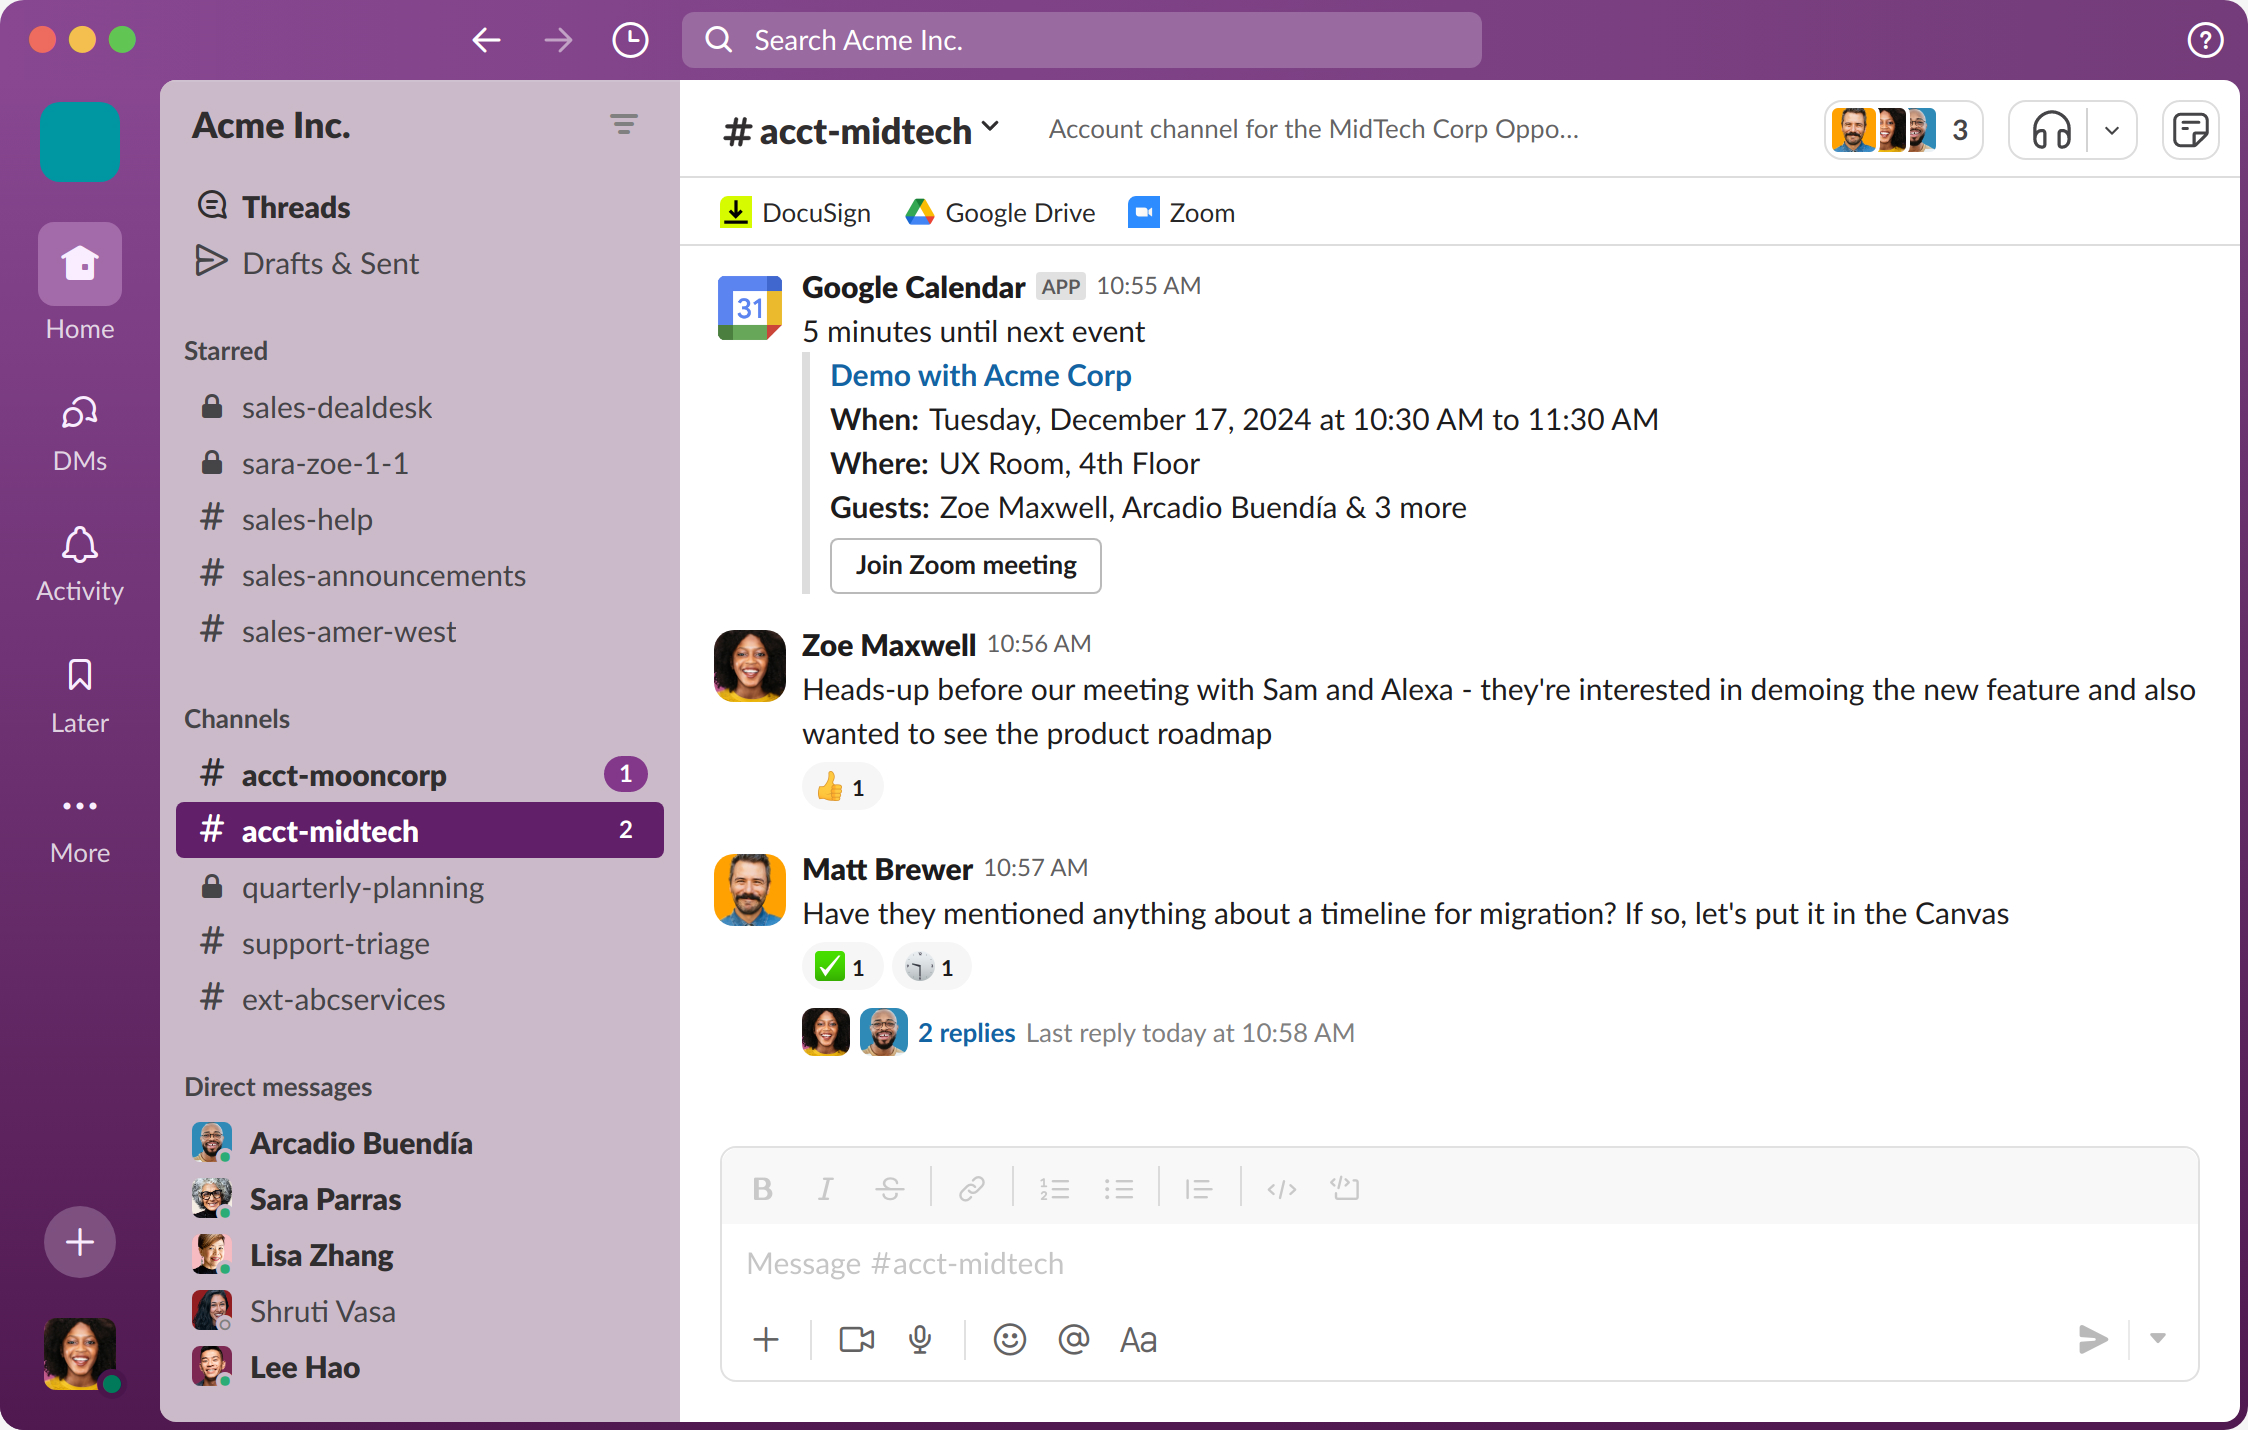 Search Acme Inc.
Acme Inc.
Threads
Drafts & Sent
Home
DMs
Activity
Later
More
Starred
sales-dealdesk
sara-zoe-1-1
# sales-help
# sales-announcements
# sales-amer-west
Channels
# acct-mooncorp 1
# acct-midtech 2
quarterly-planning
# support-triage
# ext-abcservices
Direct messages
Arcadio Buendía
Sara Parras
Lisa Zhang
Shruti Vasa
Lee Hao
# acct-midtech Account channel for the MidTech Corp Oppo... 3
DocuSign Google Drive Zoom
31
Google Calendar APP 10:55 AM
5 minutes until next event
Demo with Acme Corp
When: Tuesday, December 17, 2024 at 10:30 AM to 11:30 AM
Where: UX Room, 4th Floor
Guests: Zoe Maxwell, Arcadio Buendía & 3 more
Join Zoom meeting
Zoe Maxwell 10:56 AM
Heads-up before our meeting with Sam and Alexa - they're interested in demoing the new feature and also
wanted to see the product roadmap
1
Matt Brewer 10:57 AM
Have they mentioned anything about a timeline for migration? If so, let's put it in the Canvas
1 1
2 replies Last reply today at 10:58 AM
B I S
Message #acct-midtech
Aa